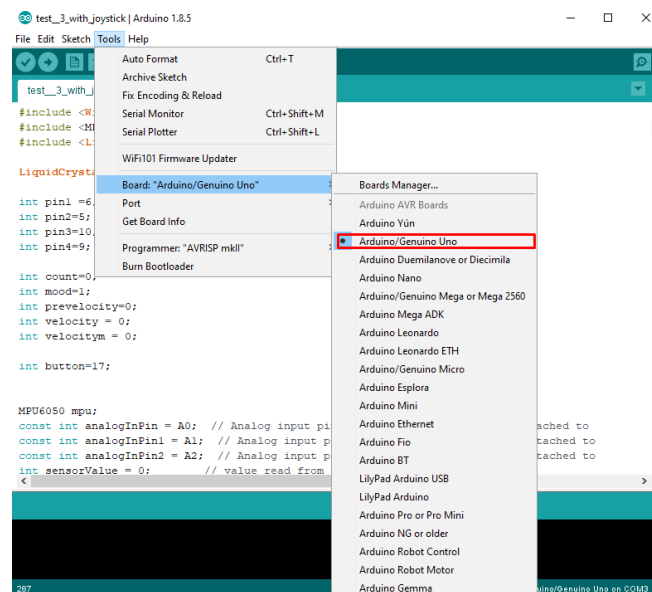 test__3_with_joystick | Arduino 1.8.5
File Edit Sketch Tools Help
test__3_with_j
Auto Format Ctrl+T
Archive Sketch
Fix Encoding & Reload
Serial Monitor Ctrl+Shift+M
Serial Plotter Ctrl+Shift+L
WiFi101 Firmware Updater
Board: "Arduino/Genuino Uno"
Port
Get Board Info
Programmer: "AVRISP mkII"
Burn Bootloader
Boards Manager...
Arduino AVR Boards
Arduino Yún
Arduino/Genuino Uno
Arduino Duemilanove or Diecimila
Arduino Nano
Arduino/Genuino Mega or Mega 2560
Arduino Mega ADK
Arduino Leonardo
Arduino Leonardo ETH
Arduino/Genuino Micro
Arduino Esplora
Arduino Mini
Arduino Ethernet
Arduino Fio
Arduino BT
LilyPad Arduino USB
LilyPad Arduino
Arduino Pro or Pro Mini
Arduino NG or older
Arduino Robot Control
Arduino Robot Motor
Arduino Gemma
#include <W
#include <M
#include <L
LiquidCrysta
int pin1 =6
int pin2=5;
int pin3=10
int pin4=9;
int count=0;
int mood=1;
int prevelocity=0;
int velocity = 0;
int velocitym = 0;
int button=17;
MPU6050 mpu;
const int analogInPin = A0; // Analog input pi ached to
const int analogInPin1 = A1; // Analog input p tached to
const int analogInPin2 = A2; // Analog input p tached to
int sensorValue = 0; // value read from
287 uino/Genuino Uno on COM3